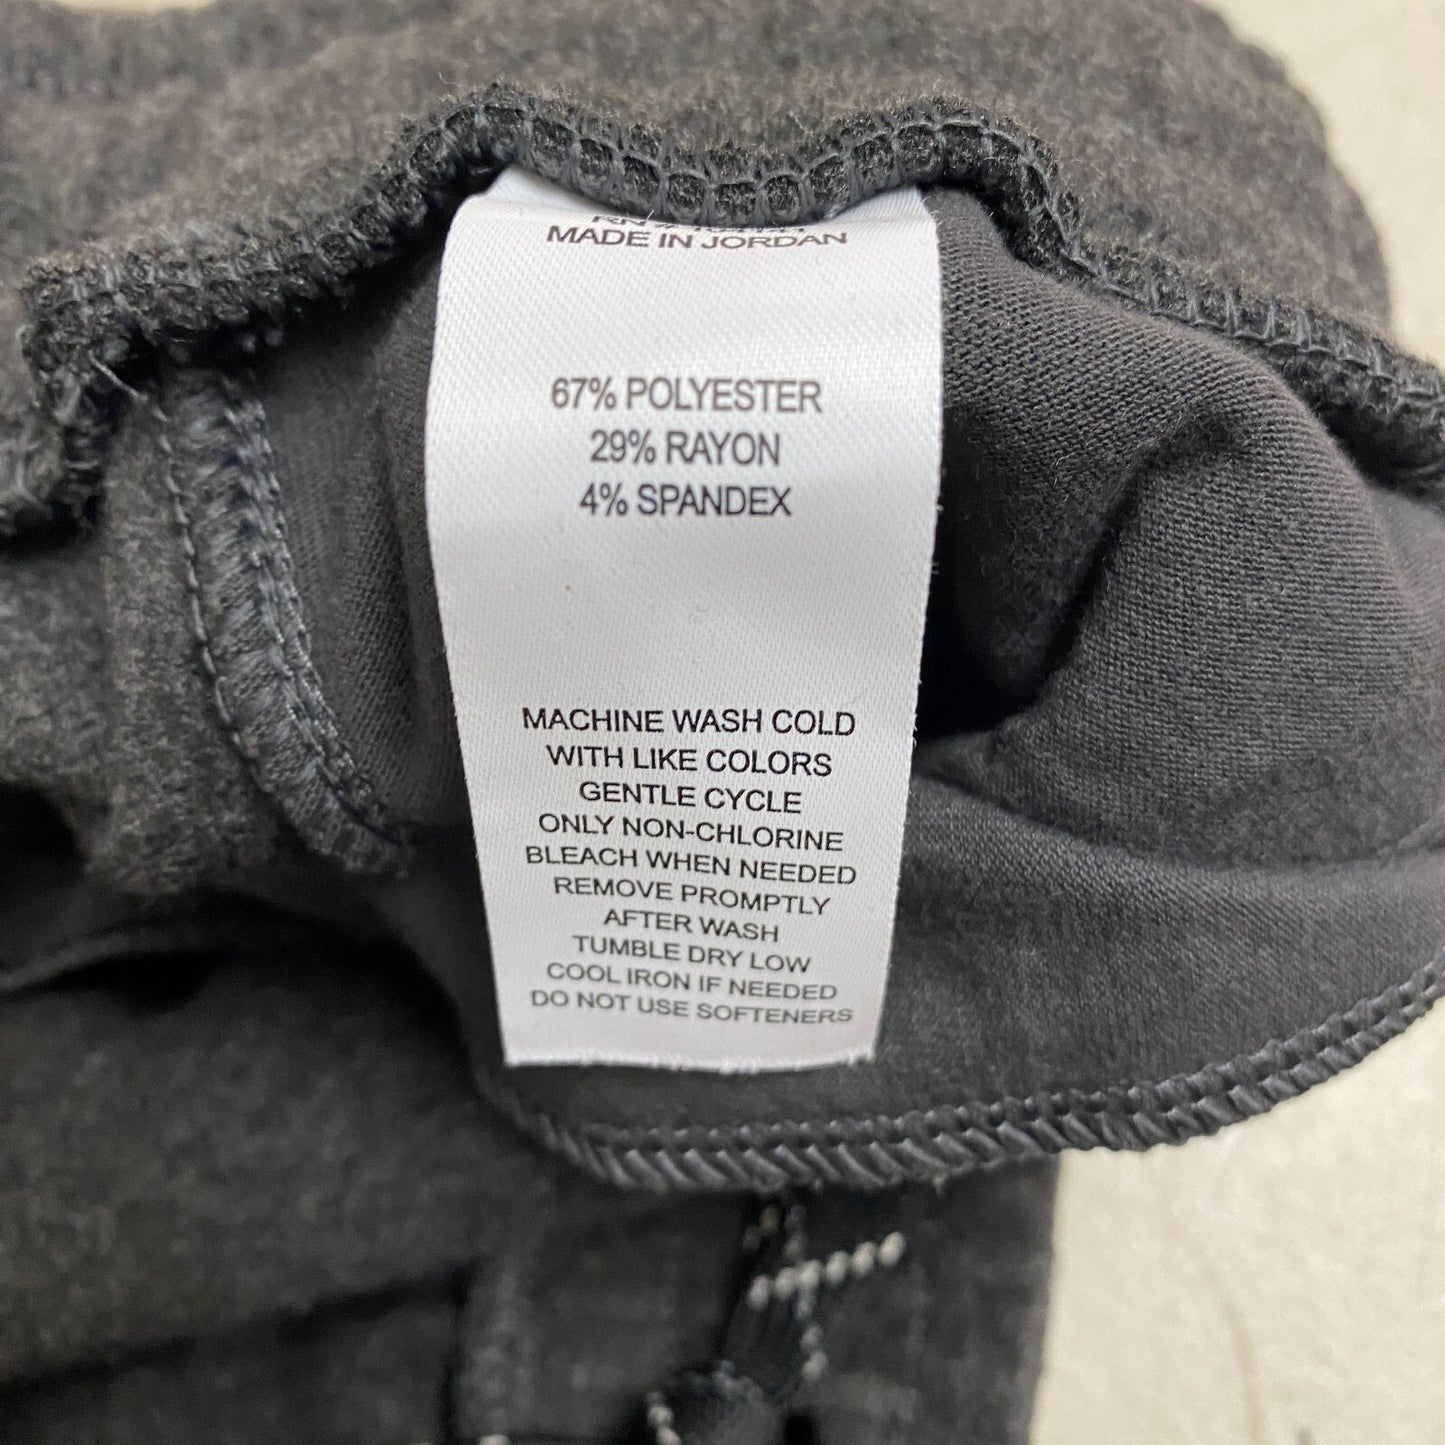 MADE IN JORDAN
67% POLYESTER
29% RAYON
4% SPANDEX
MACHINE WASH COLD
WITH LIKE COLORS
GENTLE CYCLE
ONLY NON-CHLORINE
BLEACH WHEN NEEDED
REMOVE PROMPTLY
AFTER WASH
TUMBLE DRY LOW
COOL IRON IF NEEDED
DO NOT USE SOFTENERS